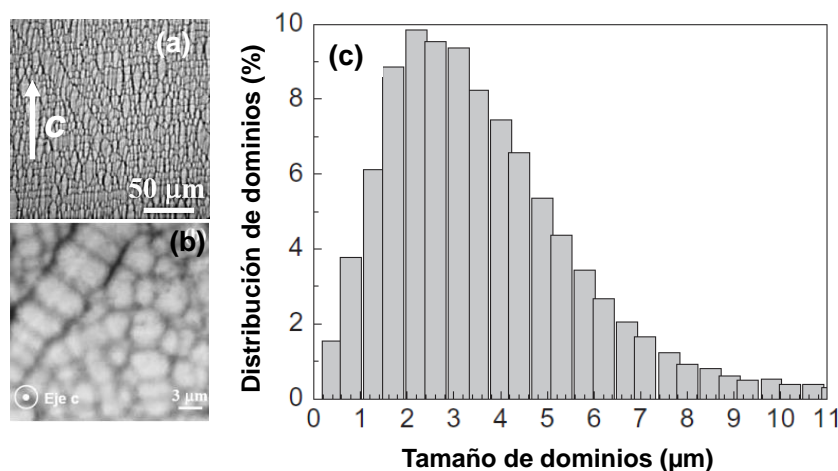 (a)
c
50 µm
(b)
Eje c
3 µm
(c)
Distribución de dominios (%)
10
8
6
4
2
0
0 1 2 3 4 5 6 7 8 9 10 11
Tamaño de dominios (µm)